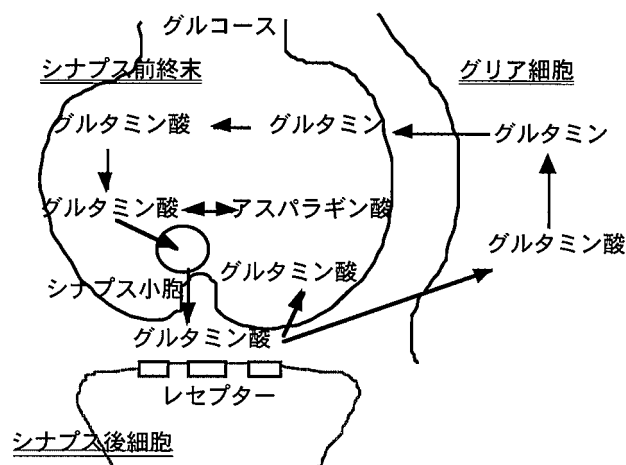 グルコース
シナプス前終末
グリア細胞
グルタミン酸
グルタミン
グルタミン
グルタミン酸
アスパラギン酸
グルタミン酸
グルタミン酸
シナプス小胞
グルタミン酸
レセプター
シナプス後細胞